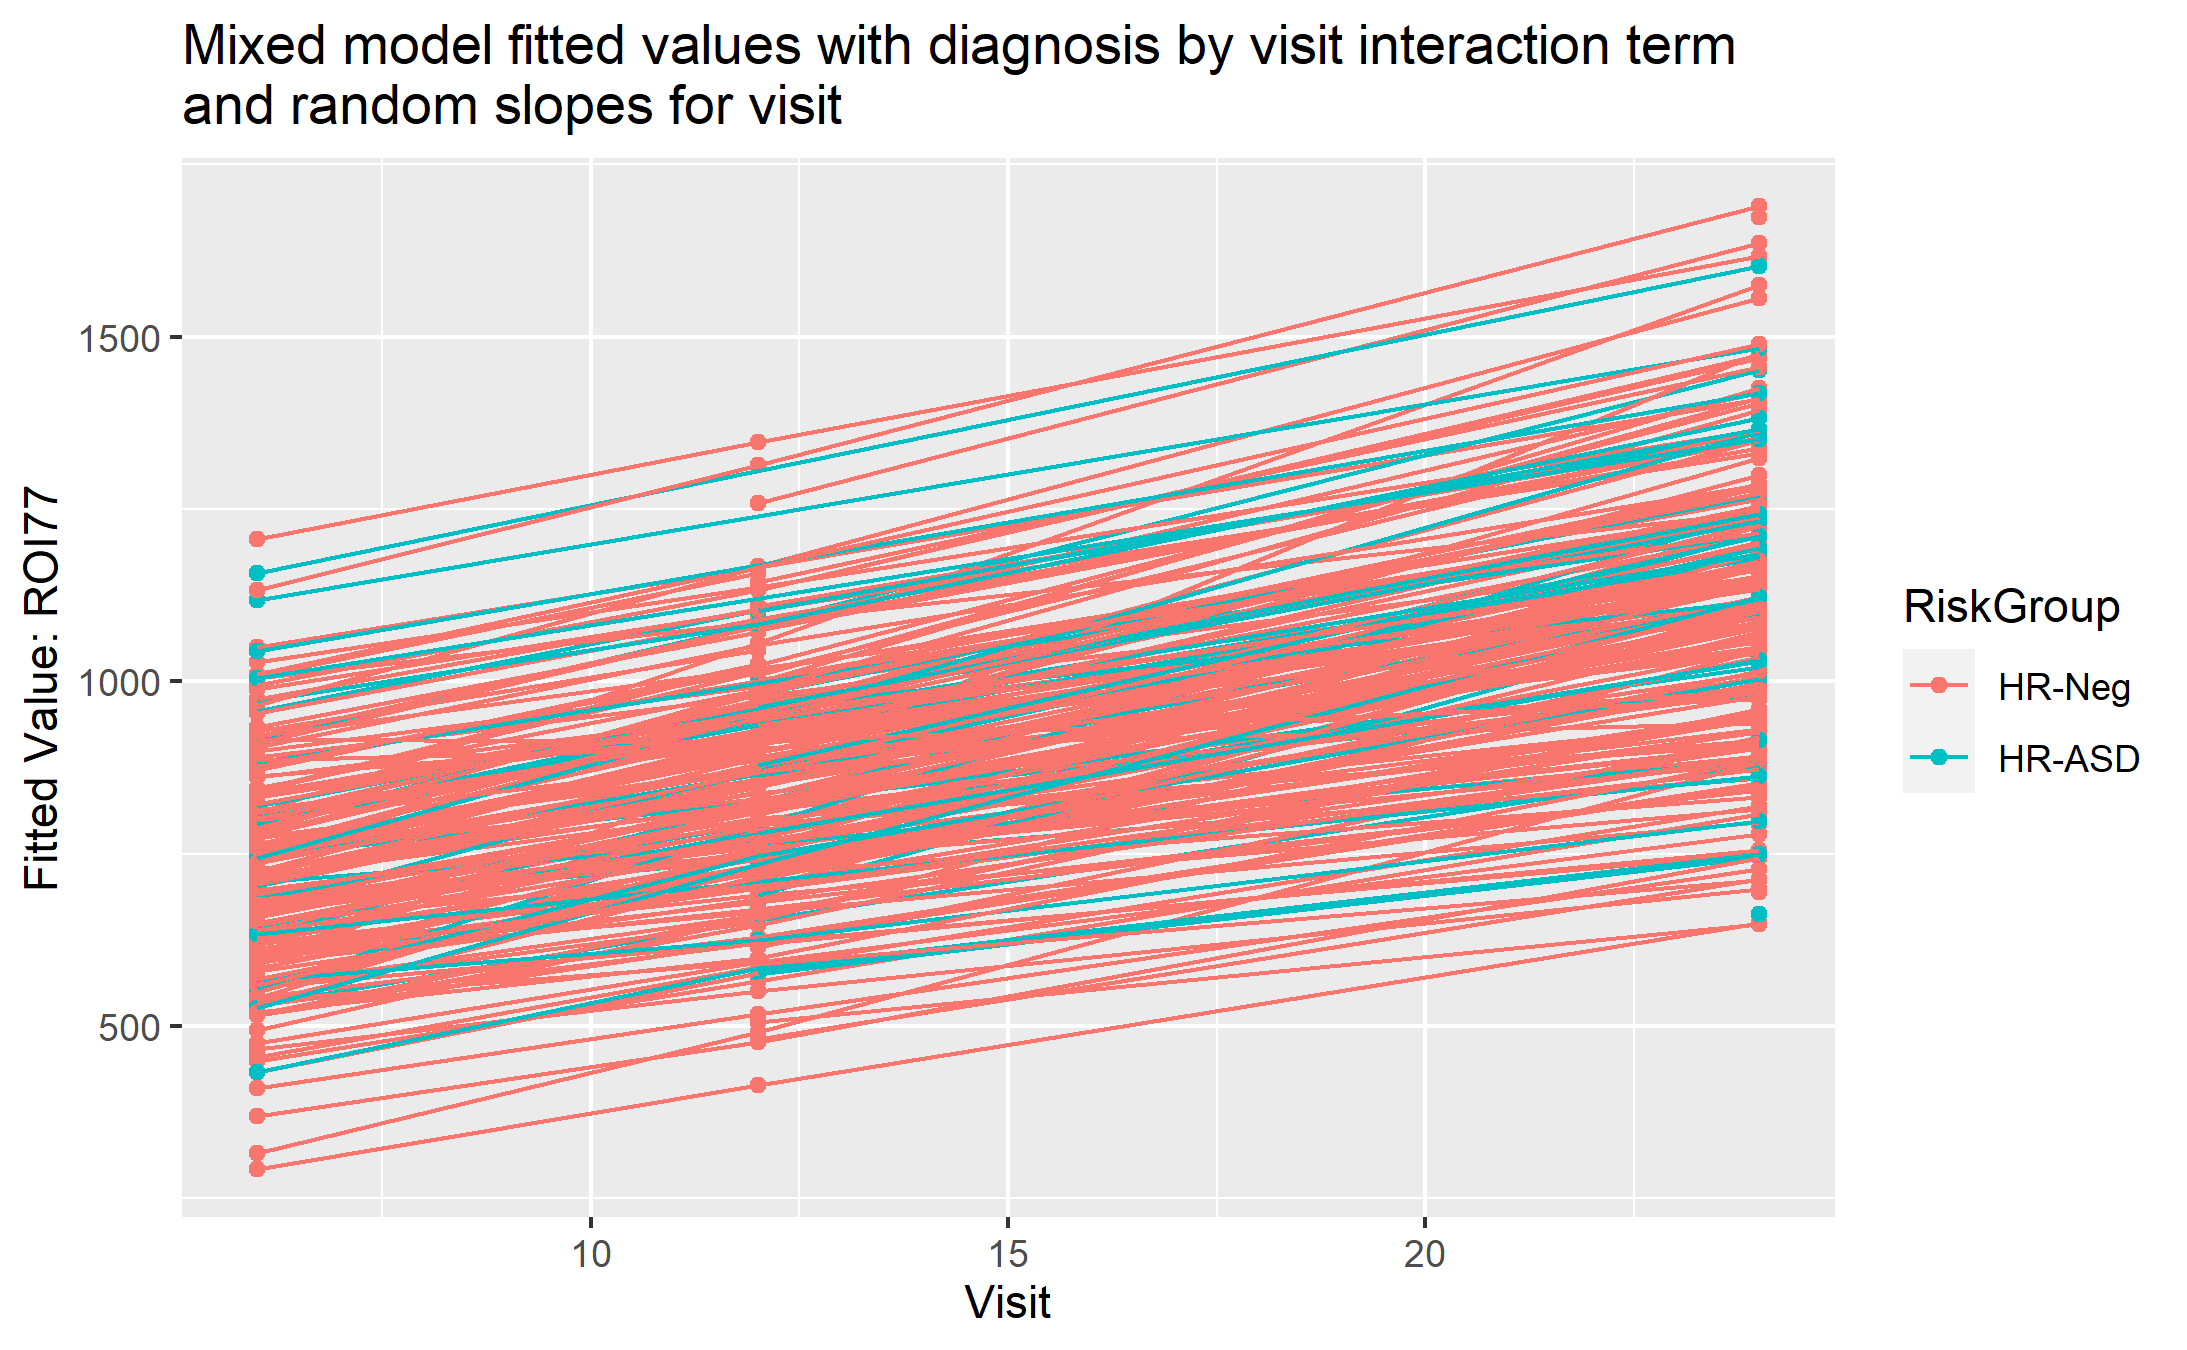 Mixed model fitted values with diagnosis by visit interaction term
and random slopes for visit
Fitted Value: ROI77
1500
1000
500
10
15
20
Visit
RiskGroup
HR-Neg
HR-ASD